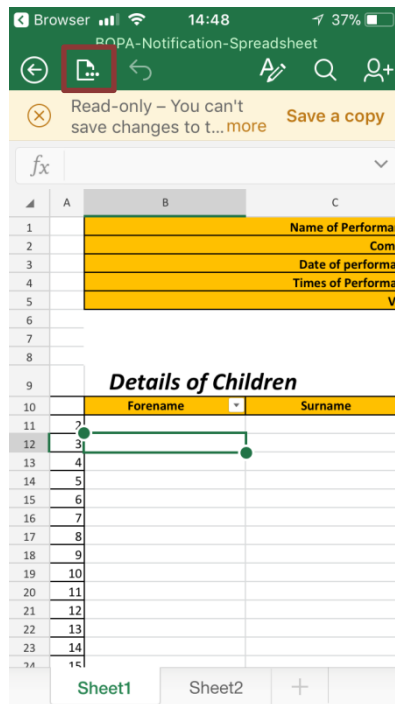 Browser 14:48 37%
BOPA-Notification-Spreadsheet
Read-only – You can't
save changes to t... more
Save a copy
fx
A B C
1 Name of Performa
2 Com
3 Date of performa
4 Times of Performa
5 V
6
7
8
9 Details of Children
10 Forename Surname
11 2
12 3
13 4
14 5
15 6
16 7
17 8
18 9
19 10
20 11
21 12
22 13
23 14
24 15
Sheet1 Sheet2 +